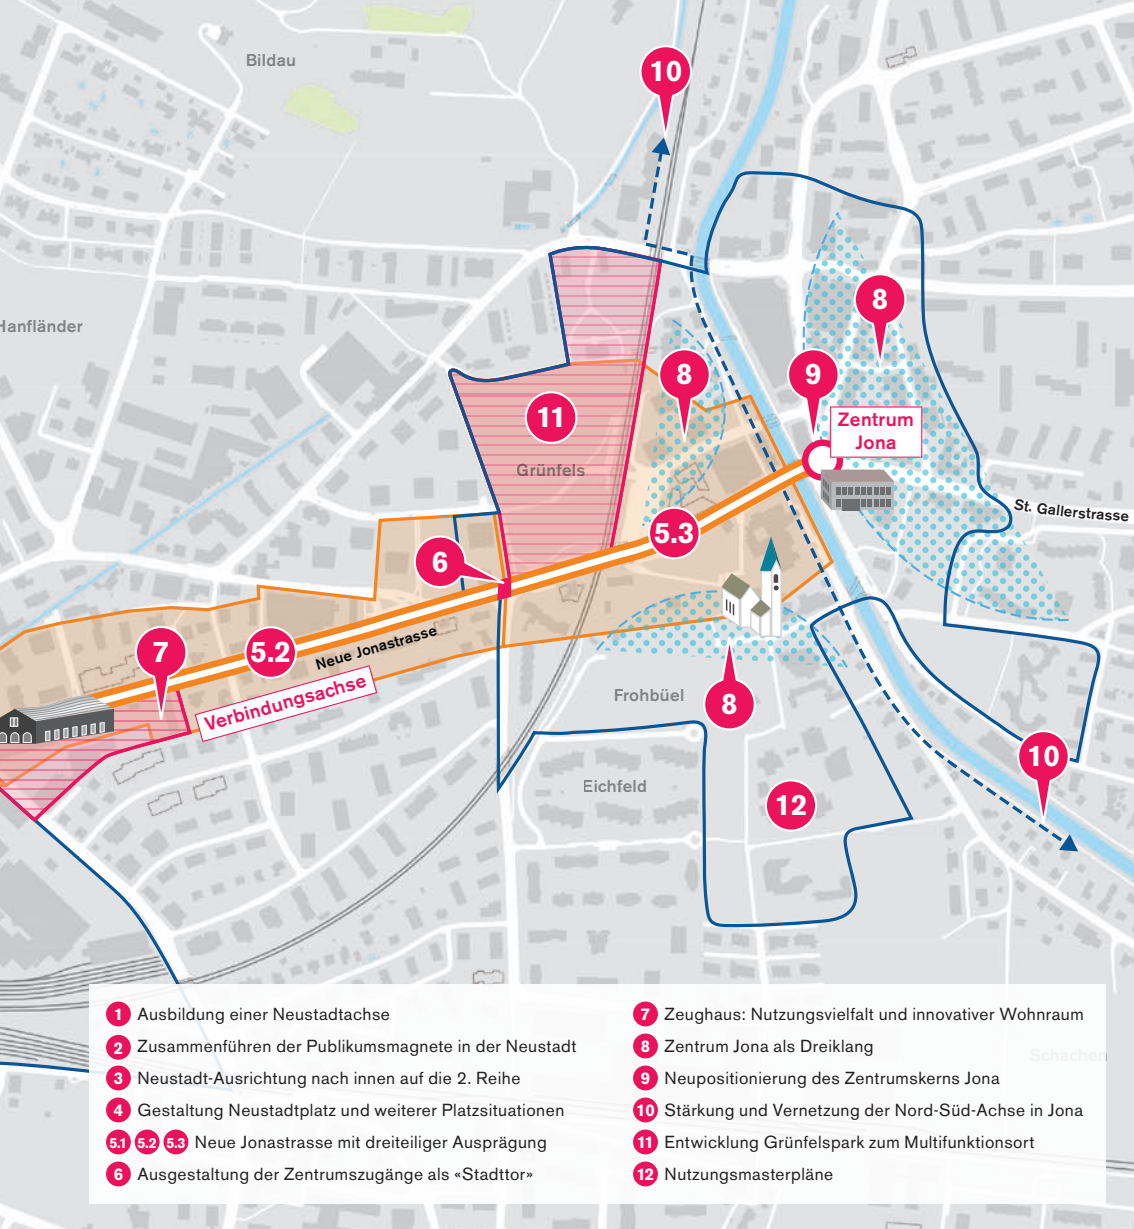 Bildau
10
Hanfländer
8
8
9
Zentrum
Jona
11
Grünfels
St. Gallerstrasse
5.3
6
7
5.2
Neue Jonastrasse
Verbindungsachse
Frohbüel
8
Eichfeld
10
12
1 Ausbildung einer Neustadtachse
2 Zusammenführen der Publikumsmagnete in der Neustadt
3 Neustadt-Ausrichtung nach innen auf die 2. Reihe
4 Gestaltung Neustadtplatz und weiterer Platzsituationen
5.1 5.2 5.3 Neue Jonastrasse mit dreiteiliger Ausprägung
6 Ausgestaltung der Zentrumszugänge als «Stadttor»
7 Zeughaus: Nutzungsvielfalt und innovativer Wohnraum
8 Zentrum Jona als Dreiklang
9 Neupositionierung des Zentrumskerns Jona
Schachen
10 Stärkung und Vernetzung der Nord-Süd-Achse in Jona
11 Entwicklung Grünfelspark zum Multifunktionsort
12 Nutzungsmasterpläne